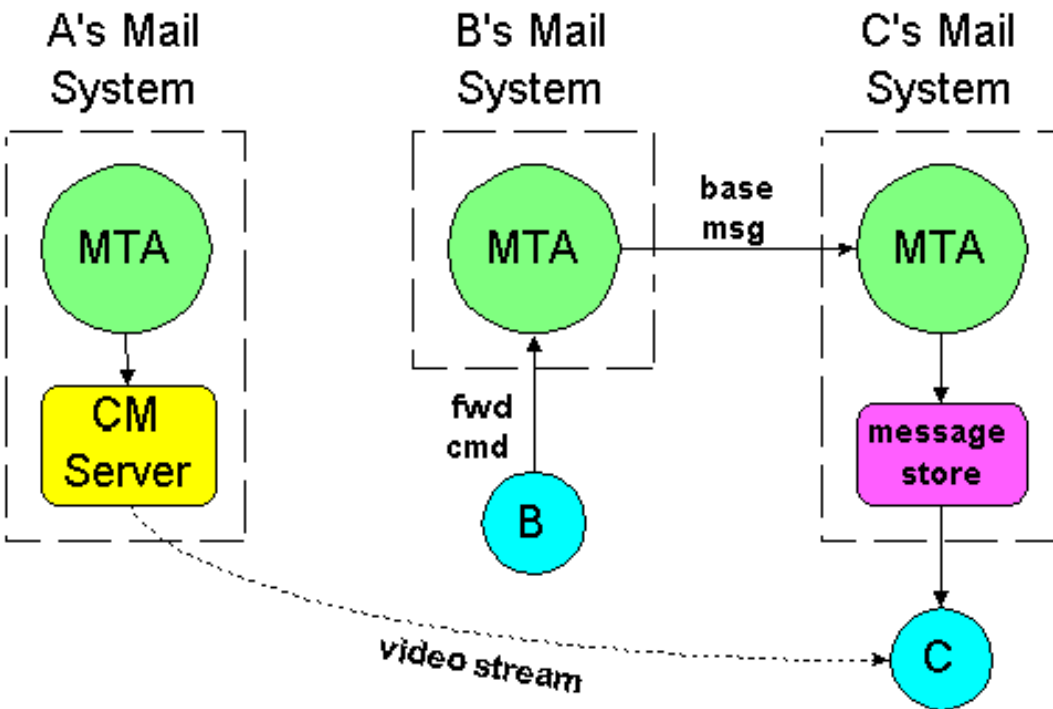 A's Mail
System
B's Mail
System
C's Mail
System
MTA
MTA
base
msg
MTA
CM
Server
fwd
cmd
B
message
store
video stream
C